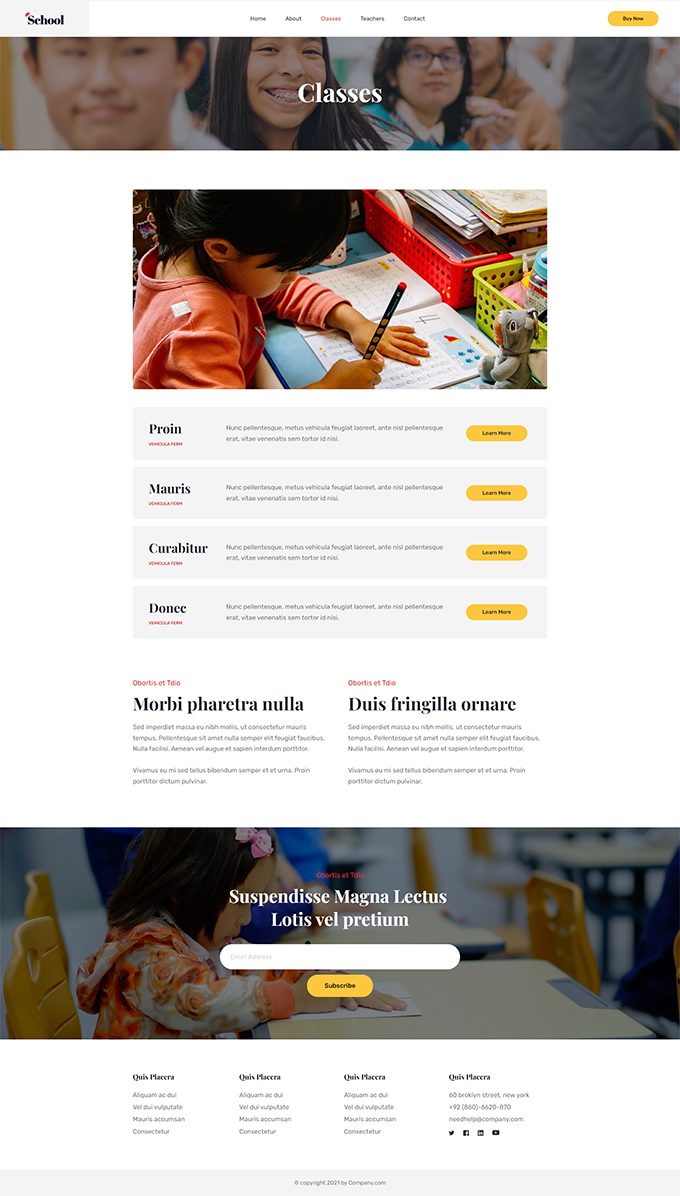 School
Home About Classes Teachers Contact
Buy Now
Classes
Proin
VEHICULA FERM
Nunc pellentesque, metus vehicula feugiat laoreet, ante nisl pellentesque
erat, vitae venenatis sem tortor id nisi.
Learn More
Mauris
VEHICULA FERM
Nunc pellentesque, metus vehicula feugiat laoreet, ante nisl pellentesque
erat, vitae venenatis sem tortor id nisi.
Learn More
Curabitur
VEHICULA FERM
Nunc pellentesque, metus vehicula feugiat laoreet, ante nisl pellentesque
erat, vitae venenatis sem tortor id nisi.
Learn More
Donec
VEHICULA FERM
Nunc pellentesque, metus vehicula feugiat laoreet, ante nisl pellentesque
erat, vitae venenatis sem tortor id nisi.
Learn More
Obortis et Tdio
Morbi pharetra nulla
Sed imperdiet massa eu nibh mollis, ut consectetur mauris
tempus. Pellentesque sit amet nulla semper elit feugiat faucibus.
Nulla facilisi. Aenean vel augue et sapien interdum porttitor.
Vivamus eu mi sed tellus bibendum semper et et urna. Proin
porttitor dictum pulvinar.
Obortis et Tdio
Duis fringilla ornare
Sed imperdiet massa eu nibh mollis, ut consectetur mauris
tempus. Pellentesque sit amet nulla semper elit feugiat faucibus.
Nulla facilisi. Aenean vel augue et sapien interdum porttitor.
Vivamus eu mi sed tellus bibendum semper et et urna. Proin
porttitor dictum pulvinar.
Obortis et Tdio
Suspendisse Magna Lectus
Lotis vel pretium
Email Address
Subscribe
Quis Placera
Aliquam ac dui
Vel dui vulputate
Mauris accumsan
Consectetur
Quis Placera
Aliquam ac dui
Vel dui vulputate
Mauris accumsan
Consectetur
Quis Placera
Aliquam ac dui
Vel dui vulputate
Mauris accumsan
Consectetur
Quis Placera
60 broklyn street, new york
+92 (860)-6620-870
needhelp@company.com
© copyright 2021 by Company.com